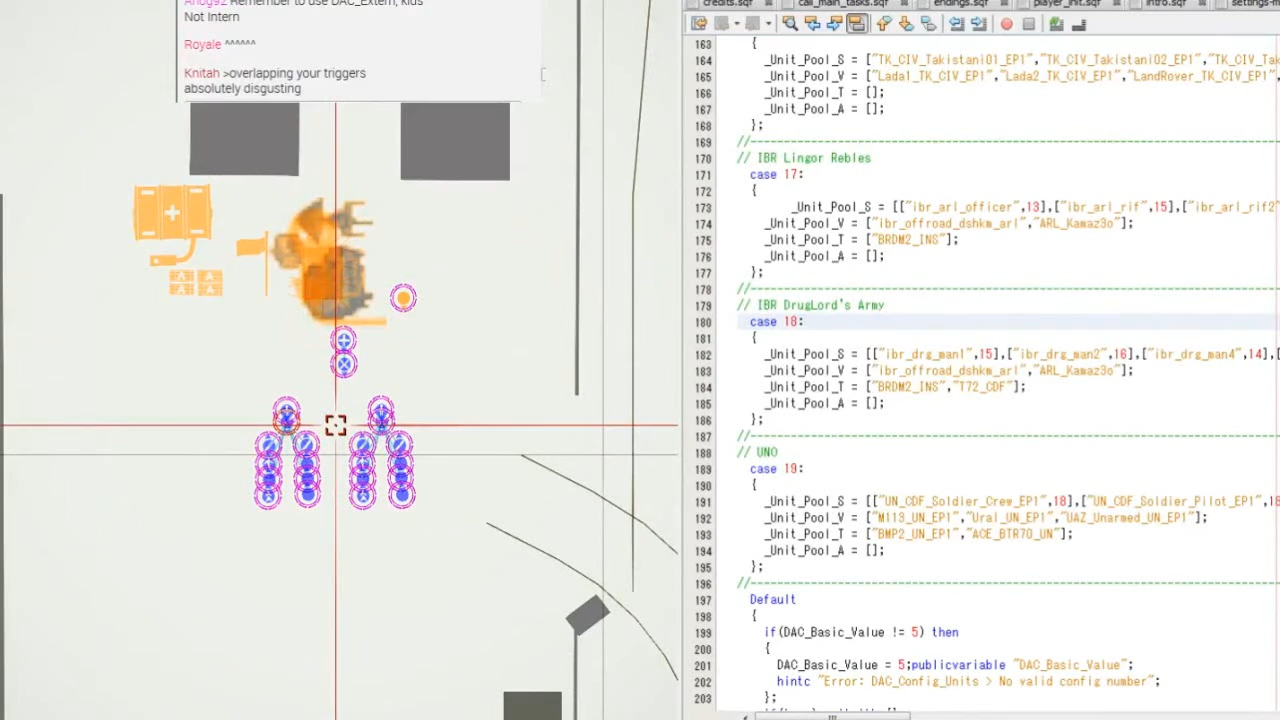 Anog92 Remember to use DAC_Extern, kids
Not Intern
Royale ^^^^^^
Knitah >overlapping your triggers
absolutely disgusting
credits.sqf
call_main_tasks.sqf
endings.sqf
player_init.sqf
intro.sqf
163 {
164 _Unit_Pool_S = ["TK_CIV_Takistani01_EP1","TK_CIV_Takistani02_EP1","TK_CIV_Ta
165 _Unit_Pool_V = ["Lada1_TK_CIV_EP1","Lada2_TK_CIV_EP1","LandRover_TK_CIV_EP1"
166 _Unit_Pool_T = [];
167 _Unit_Pool_A = [];
168 };
169 //--------------------------------------------------------------------------------
170 // IBR Lingor Rebles
171 case 17:
172 {
173 _Unit_Pool_S = [["ibr_arl_officer",13],["ibr_arl_rif",15],["ibr_arl_rif2"
174 _Unit_Pool_V = ["ibr_offroad_dshkm_arl","ARL_Kamaz3o"];
175 _Unit_Pool_T = ["BRDM2_INS"];
176 _Unit_Pool_A = [];
177 };
178 //--------------------------------------------------------------------------------
179 // IBR DrugLord's Army
180 case 18:
181 {
182 _Unit_Pool_S = [["ibr_drg_man1",15],["ibr_drg_man2",16],["ibr_drg_man4",14],[
183 _Unit_Pool_V = ["ibr_offroad_dshkm_arl","ARL_Kamaz3o"];
184 _Unit_Pool_T = ["BRDM2_INS","T72_CDF"];
185 _Unit_Pool_A = [];
186 };
187 //--------------------------------------------------------------------------------
188 // UNO
189 case 19:
190 {
191 _Unit_Pool_S = [["UN_CDF_Soldier_Crew_EP1",18],["UN_CDF_Soldier_Pilot_EP1",18
192 _Unit_Pool_V = ["M113_UN_EP1","Ural_UN_EP1","UAZ_Unarmed_UN_EP1"];
193 _Unit_Pool_T = ["BMP2_UN_EP1","ACE_BTR70_UN"];
194 _Unit_Pool_A = [];
195 };
196 //--------------------------------------------------------------------------------
197 Default
198 {
199 if(DAC_Basic_Value != 5) then
200 {
201 DAC_Basic_Value = 5;publicvariable "DAC_Basic_Value";
202 hintc "Error: DAC_Config_Units > No valid config number";
203 };